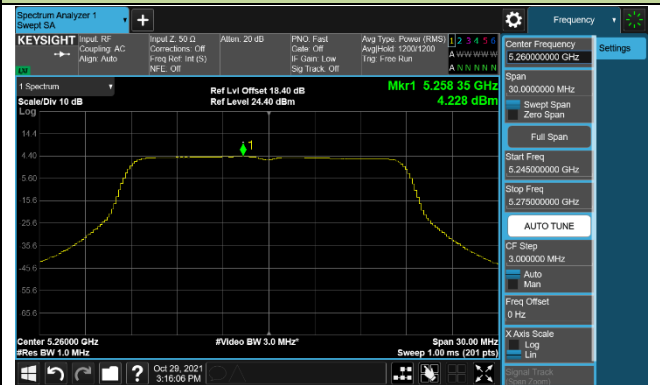 Spectrum Analyzer 1
Swept SA
Frequency
KEYSIGHT
Input: RF
Coupling: AC
Align: Auto
Input Z: 50 Ω
Corrections: Off
Freq Ref: Int (S)
NFE: Off
Atten: 20 dB
PNO: Fast
Gate: Off
IF Gain: Low
Sig Track: Off
Avg Type: Power (RMS)
Avg|Hold: 1200/1200
Trig: Free Run
1 2 3 4 5 6
A W W W W W
A N N N N N
LXI
1 Spectrum
Scale/Div 10 dB
Ref Lvl Offset 18.40 dB
Ref Level 24.40 dBm
Mkr1 5.258 35 GHz
4.228 dBm
Log
14.4
4.40
-5.60
-15.6
-25.6
-35.6
-45.6
-55.6
-65.6
1
Center 5.26000 GHz
#Res BW 1.0 MHz
#Video BW 3.0 MHz*
Span 30.00 MHz
Sweep 1.00 ms (201 pts)
Oct 29, 2021
3:16:06 PM
Center Frequency
5.260000000 GHz
Settings
Span
30.0000000 MHz
Swept Span
Zero Span
Full Span
Start Freq
5.245000000 GHz
Stop Freq
5.275000000 GHz
AUTO TUNE
CF Step
3.000000 MHz
Auto
Man
Freq Offset
0 Hz
X Axis Scale
Log
Lin
Signal Track
(Span Zoom)